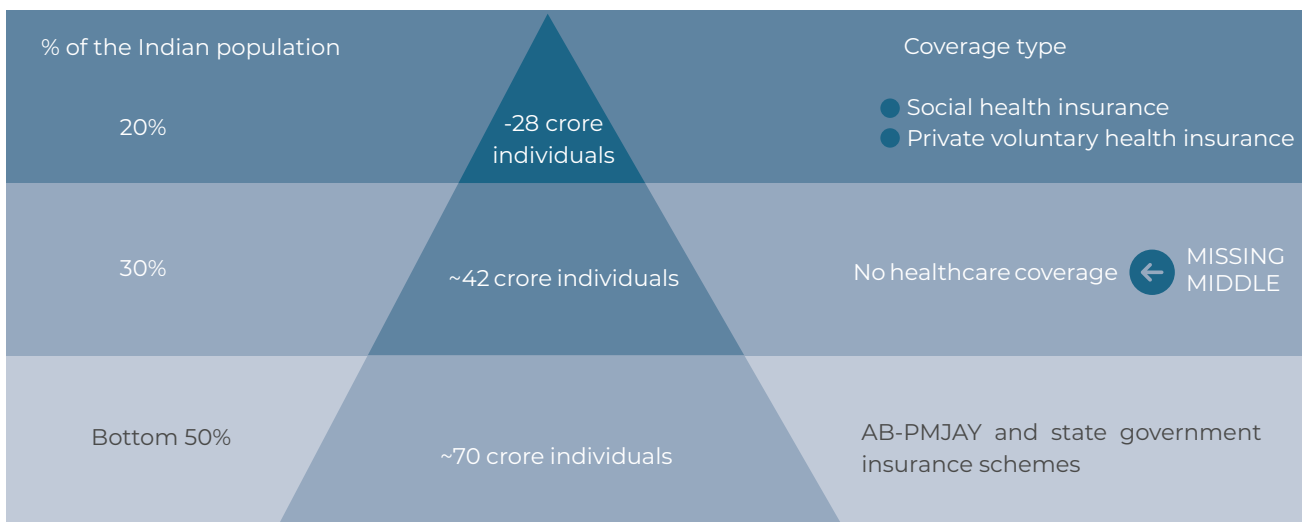 % of the Indian population
Coverage type
20%
-28 crore
individuals
Social health insurance
Private voluntary health insurance
30%
~42 crore individuals
No healthcare coverage
MISSING
MIDDLE
Bottom 50%
~70 crore individuals
AB-PMJAY and state government
insurance schemes